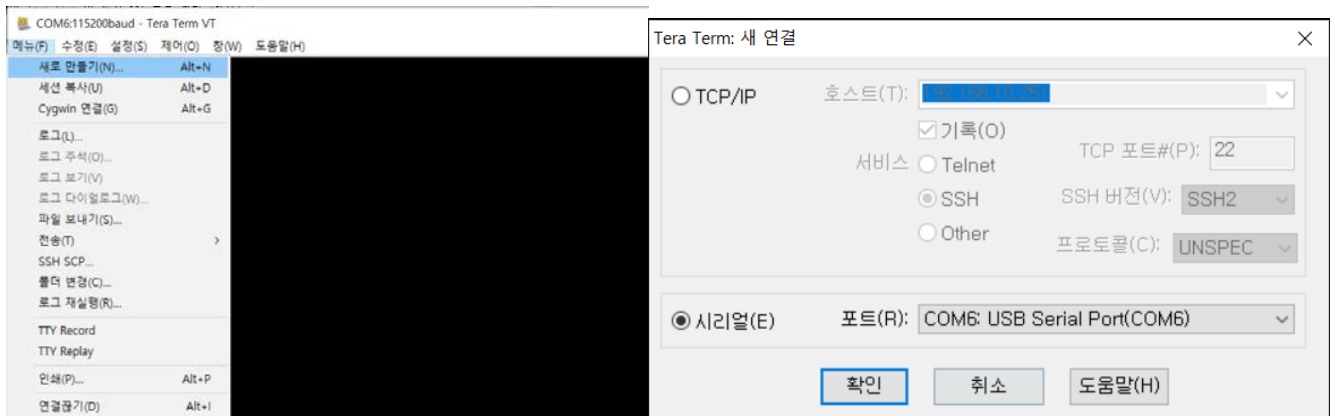 COM6:115200baud - Tera Term VT
메뉴(F) 수정(E) 설정(S) 제어(O) 창(W) 도움말(H)
새로 만들기(N)... Alt+N
세션 복사(U) Alt+D
Cygwin 연결(G) Alt+G
로그(L)...
로그 주석(O)...
로그 보기(V)
로그 다이얼로그(W)...
파일 보내기(S)...
전송(T) >
SSH SCP...
폴더 변경(C)...
로그 재실행(R)...
TTY Record
TTY Replay
인쇄(P)... Alt+P
연결끊기(D) Alt+I
Tera Term: 새 연결
TCP/IP 호스트(T): 192.168.10.251
기록(O)
서비스 Telnet TCP 포트#(P): 22
SSH SSH 버전(V): SSH2
Other 프로토콜(C): UNSPEC
시리얼(E) 포트(R): COM6: USB Serial Port(COM6)
확인 취소 도움말(H)